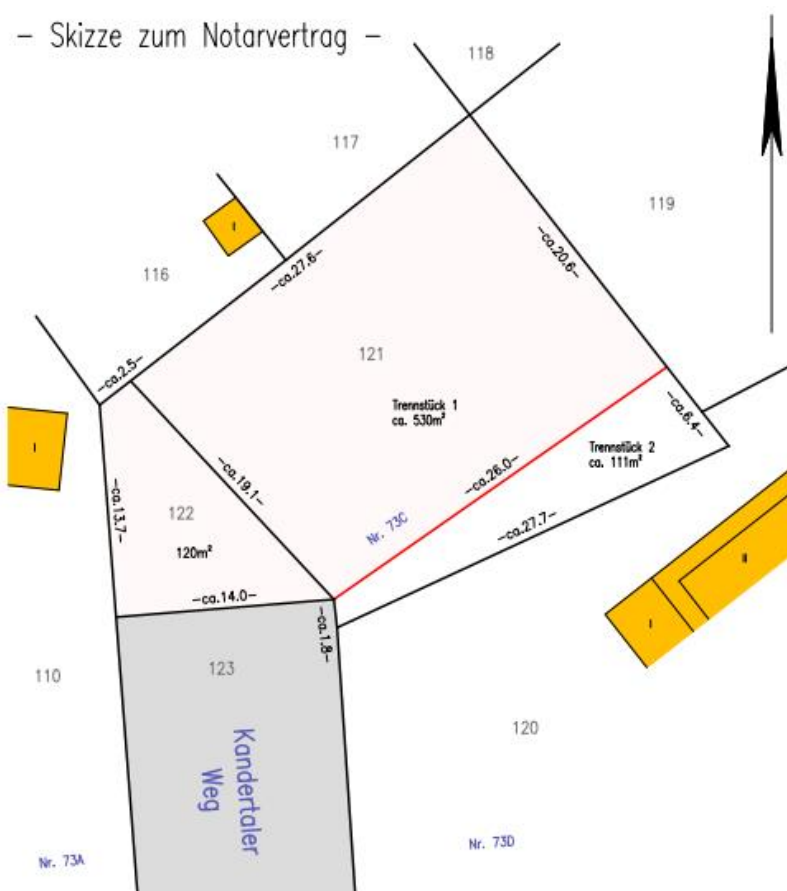 - Skizze zum Notarvertrag -
118
117
119
116
-ca.20.6-
-ca.27.6-
121
-ca.2.5-
Trennstück 1
ca. 530m²
-ca.6.4-
Trennstück 2
ca. 111m²
I
I
-ca.26.0-
-ca.19.1-
-ca.13.7-
122
Nr. 73C
-ca.27.7-
120m²
II
-ca.14.0-
-ca.1.8-
I
110
123
120
Kandertaler
Weg
Nr. 73A
Nr. 73D